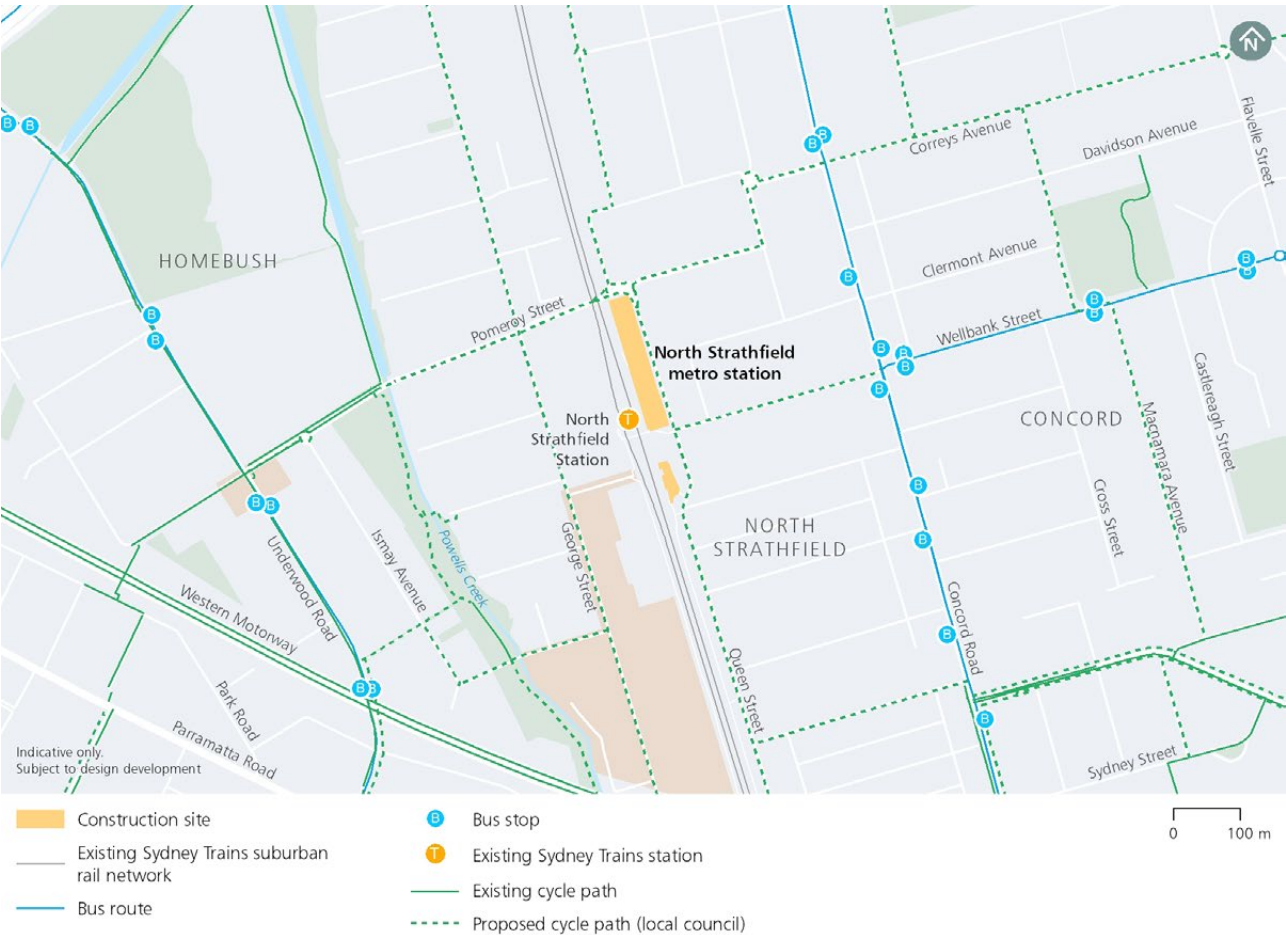 N
Flavelle Street
Correys Avenue
Davidson Avenue
B B
B
B
HOMEBUSH
Clermont Avenue
B
B
B
B
B
Pomeroy Street
B
B
Wellbank Street
North Strathfield
metro station
B
B
B
B
B
Castlereagh Street
Macnamara Avenue
CONCORD
T
North
Strathfield
Station
Cross Street
B
B B
B
NORTH
STRATHFIELD
George Street
Ismay Avenue
Powells Creek
Underwood Road
Western Motorway
Concord Road
B
Queen Street
B B
Park Road
B
Parramatta Road
Sydney Street
Indicative only.
Subject to design development
Construction site
Existing Sydney Trains suburban
rail network
Bus route
B Bus stop
T Existing Sydney Trains station
Existing cycle path
Proposed cycle path (local council)
0 100 m